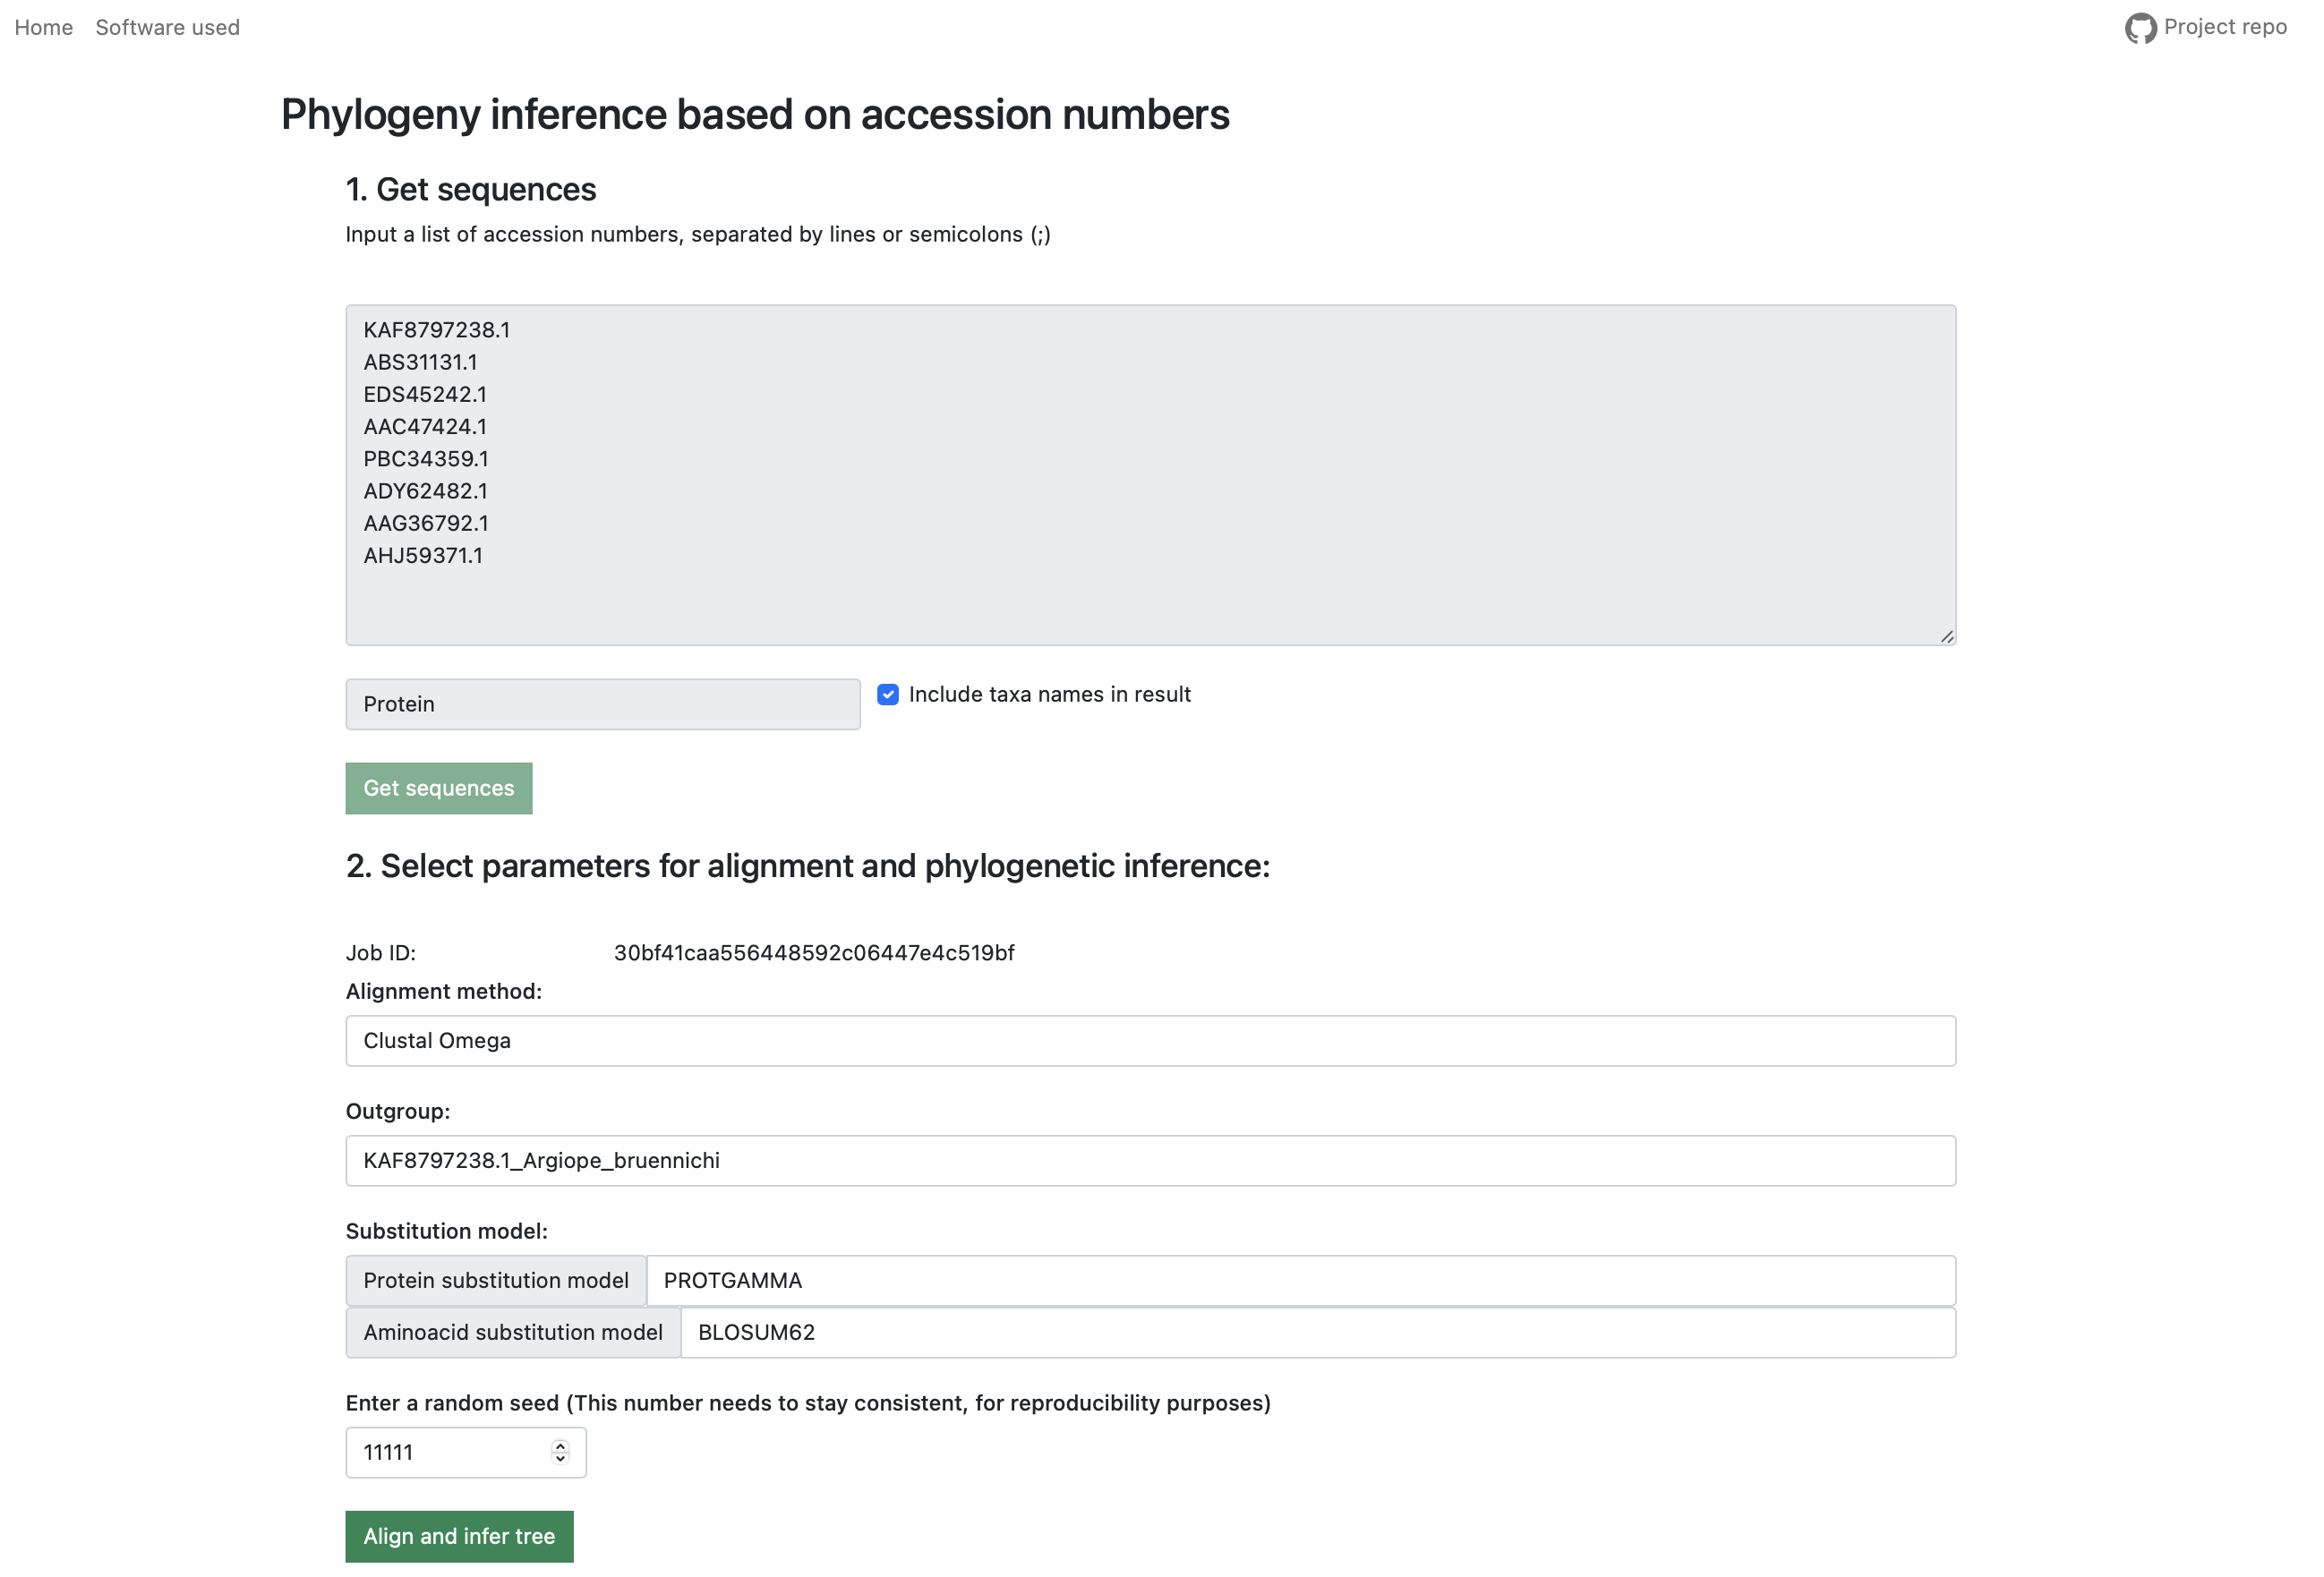 Home Software used Project repo
Phylogeny inference based on accession numbers
1. Get sequences
Input a list of accession numbers, separated by lines or semicolons (;)
KAF8797238.1
ABS31131.1
EDS45242.1
AAC47424.1
PBC34359.1
ADY62482.1
AAG36792.1
AHJ59371.1
Protein Include taxa names in result
Get sequences
2. Select parameters for alignment and phylogenetic inference:
Job ID: 30bf41caa556448592c06447e4c519bf
Alignment method:
Clustal Omega
Outgroup:
KAF8797238.1_Argiope_bruennichi
Substitution model:
Protein substitution model PROTGAMMA
Aminoacid substitution model BLOSUM62
Enter a random seed (This number needs to stay consistent, for reproducibility purposes)
11111
Align and infer tree